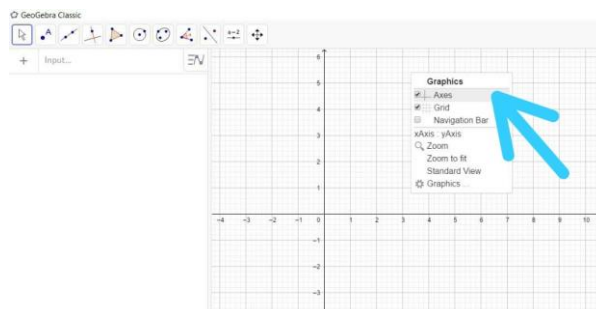 GeoGebra Classic
A
a=2
+ Input...
Graphics
Axes
Grid
Navigation Bar
xAxis : yAxis
Zoom
Zoom to fit
Standard View
Graphics ...
6
5
4
3
2
1
-4 -3 -2 -1 0 1 2 3 4 5 6 7 8 9 10
-1
-2
-3